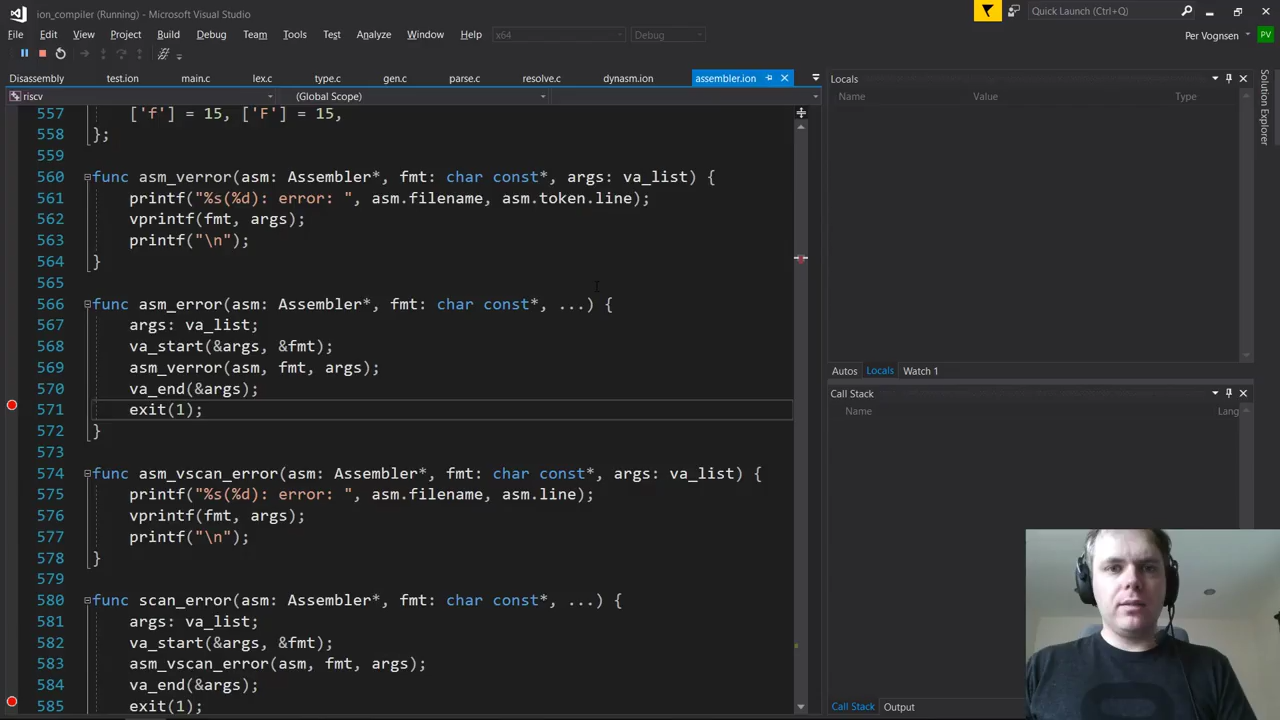 ion_compiler (Running) - Microsoft Visual Studio
Quick Launch (Ctrl+Q)
File Edit View Project Build Debug Team Tools Test Analyze Window Help x64 Debug
Per Vognsen PV
Disassembly test.ion main.c lex.c type.c gen.c parse.c resolve.c dynasm.ion assembler.ion
riscv (Global Scope)
557 ['f'] = 15, ['F'] = 15,
558 };
559
560 func asm_verror(asm: Assembler*, fmt: char const*, args: va_list) {
561 printf("%s(%d): error: ", asm.filename, asm.token.line);
562 vprintf(fmt, args);
563 printf("\n");
564 }
565
566 func asm_error(asm: Assembler*, fmt: char const*, ...) {
567 args: va_list;
568 va_start(&args, &fmt);
569 asm_verror(asm, fmt, args);
570 va_end(&args);
571 exit(1);
572 }
573
574 func asm_vscan_error(asm: Assembler*, fmt: char const*, args: va_list) {
575 printf("%s(%d): error: ", asm.filename, asm.line);
576 vprintf(fmt, args);
577 printf("\n");
578 }
579
580 func scan_error(asm: Assembler*, fmt: char const*, ...) {
581 args: va_list;
582 va_start(&args, &fmt);
583 asm_vscan_error(asm, fmt, args);
584 va_end(&args);
585 exit(1);
Locals
Name Value Type
Autos Locals Watch 1
Call Stack
Name Lang
Call Stack Output
Solution Explorer